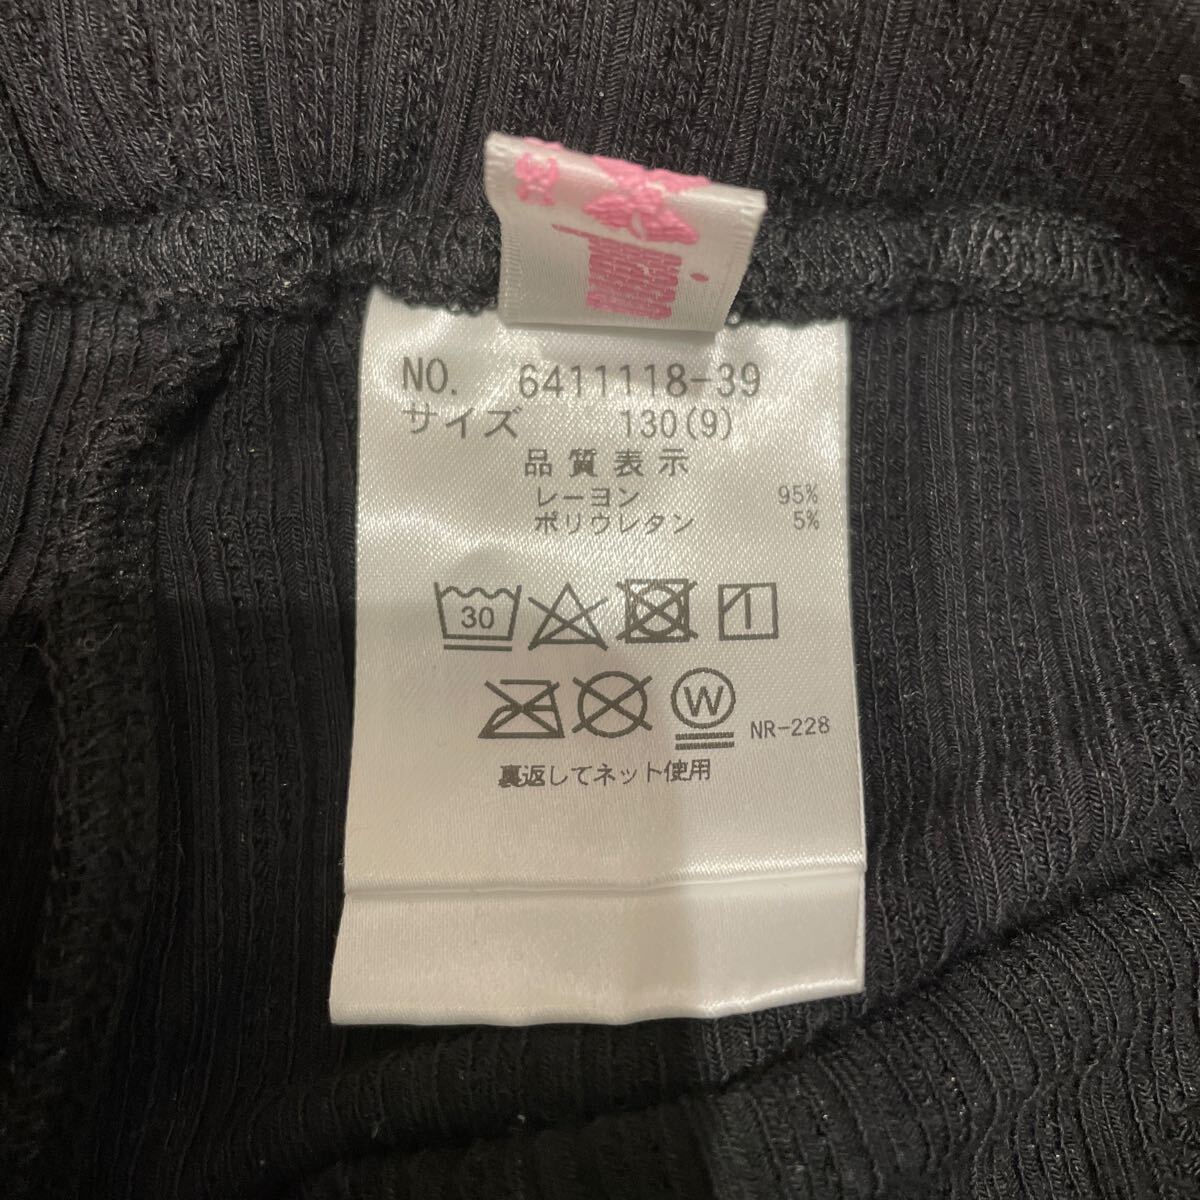 NO. 6411118-39
サイズ 130(9)
品質表示
レーヨン 95%
ポリウレタン 5%
30
W
NR-228
裏返してネット使用